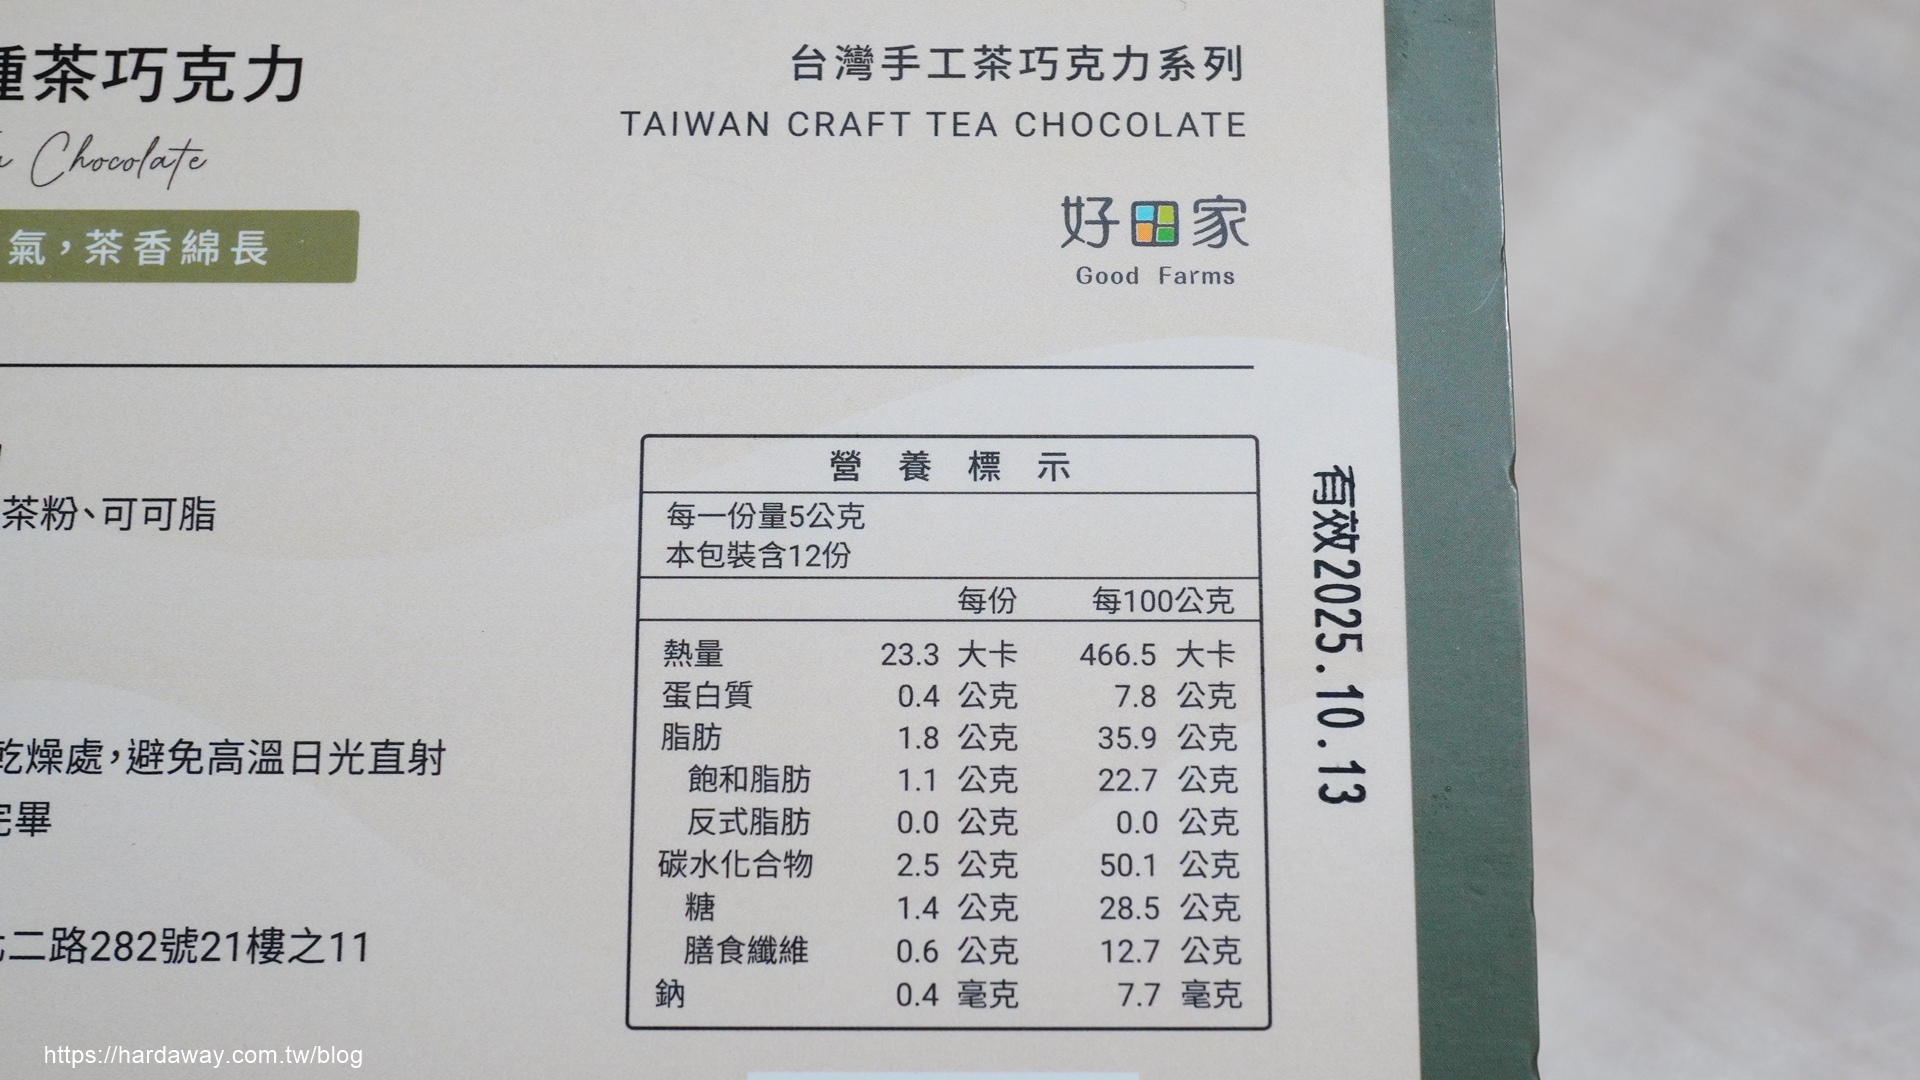 種茶巧克力
Chocolate
氣，茶香綿長
台灣手工茶巧克力系列
TAIWAN CRAFT TEA CHOCOLATE
好田家
Good Farms
茶粉、可可脂
乾燥處，避免高溫日光直射
完畢
二路282號21樓之11
營養標示
每一份量5公克
本包裝含12份
每份 每100公克
熱量 23.3 大卡 466.5 大卡
蛋白質 0.4 公克 7.8 公克
脂肪 1.8 公克 35.9 公克
飽和脂肪 1.1 公克 22.7 公克
反式脂肪 0.0 公克 0.0 公克
碳水化合物 2.5 公克 50.1 公克
糖 1.4 公克 28.5 公克
膳食纖維 0.6 公克 12.7 公克
鈉 0.4 毫克 7.7 毫克
有效2025.10.13
https://hardaway.com.tw/blog